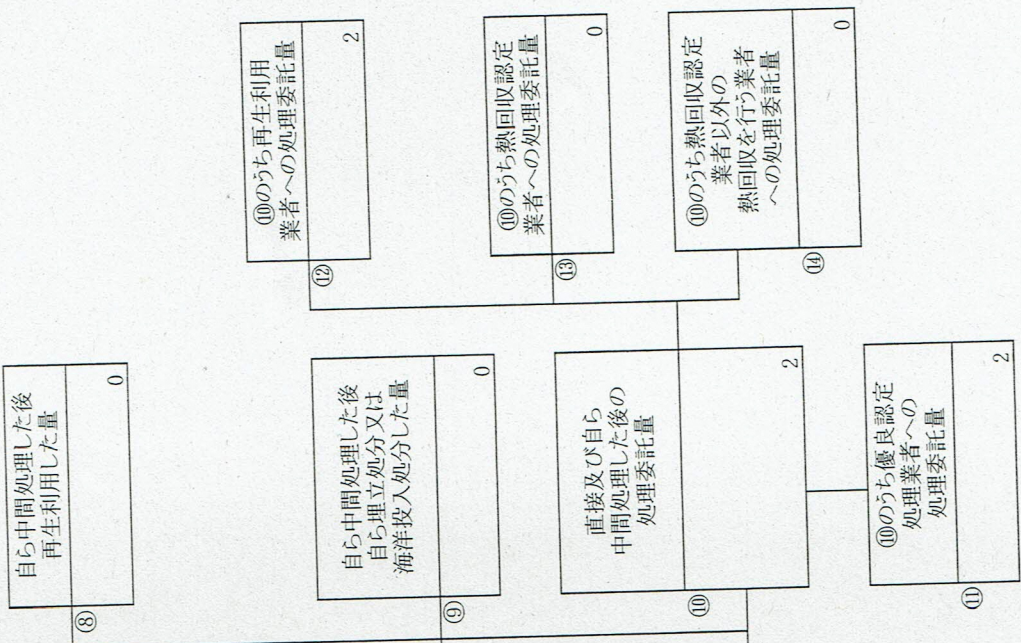 ⑧
自ら中間処理した後
再生利用した量
0
⑨
自ら中間処理した後
自ら埋立処分又は
海洋投入処分した量
0
⑩
直接及び自ら
中間処理した後の
処理委託量
2
⑪
⑩のうち優良認定
処理業者への
処理委託量
2
⑫
⑩のうち再生利用
業者への処理委託量
2
⑬
⑩のうち熱回収認定
業者への処理委託量
0
⑭
⑩のうち熱回収認定
業者以外の
熱回収を行う業者
への処理委託量
0